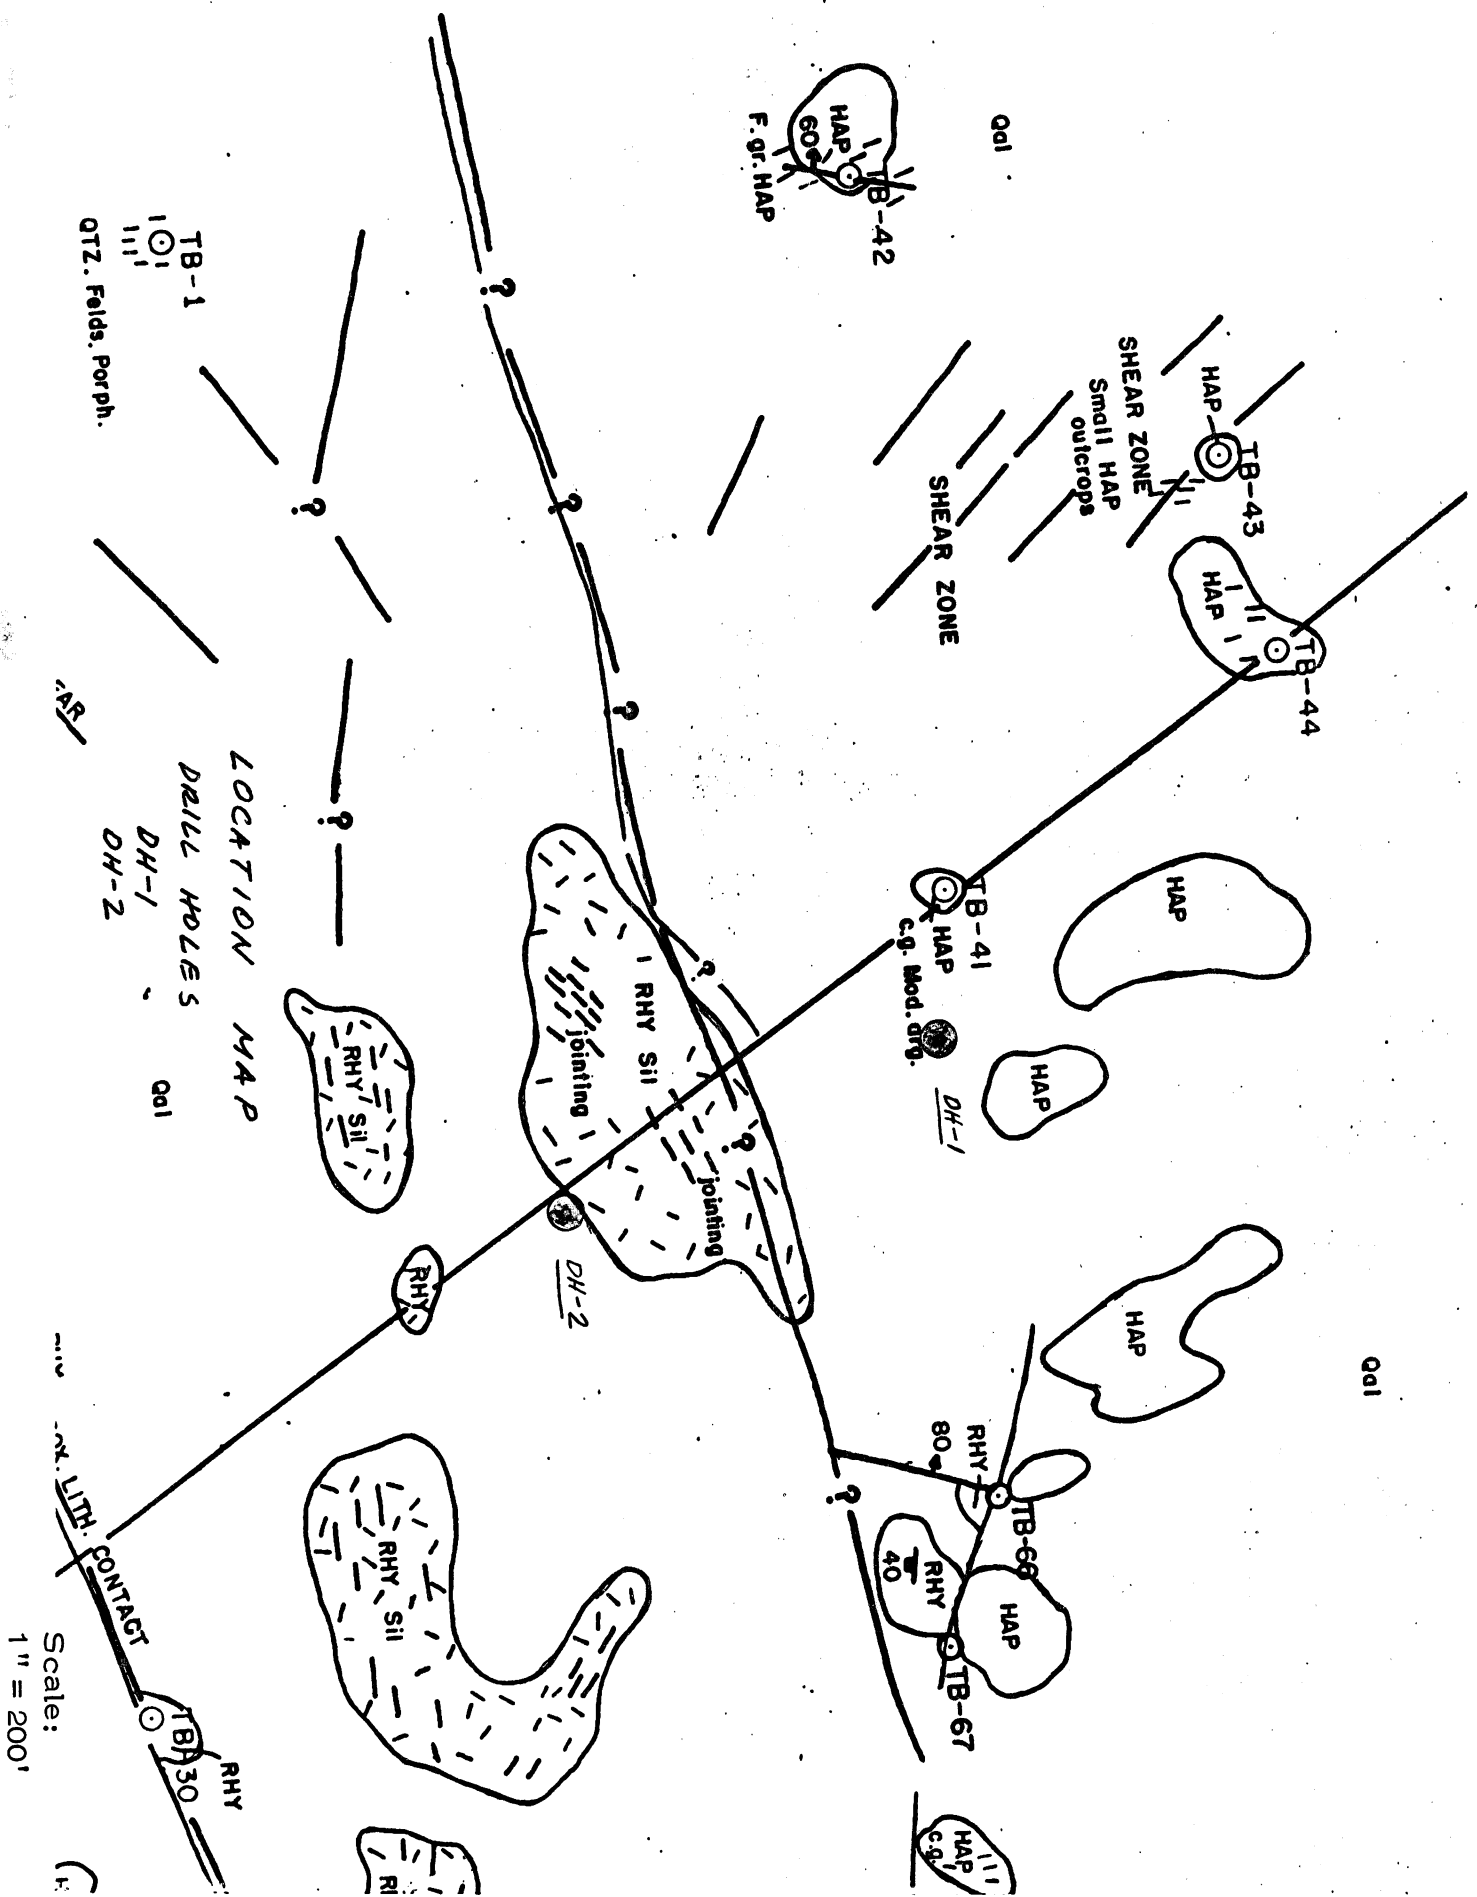 Qal
HAP
60
F. gr. HAP
TB-42
TB-1
QTZ. Felds. Porph.
?
?
?
?
?
SHEAR ZONE
HAP
Small HAP
outcrops
TB-43
SHEAR ZONE
HAP
TB-44
HAP
TB-41
HAP
c.g. Mod. arg.
HAP
DH-1
LOCATION MAP
DRILL HOLES
DH-1
DH-2
Qal
RHY Sil
?
RHY Sil
jointing
?
jointing
DH-2
RHY
HAP
Qal
80
RHY
TB-66
?
RHY
40
HAP
TB-67
RHY Sil
LITH. CONTACT
TBA30
RHY
HAP
c.g.
Scale:
1" = 200'